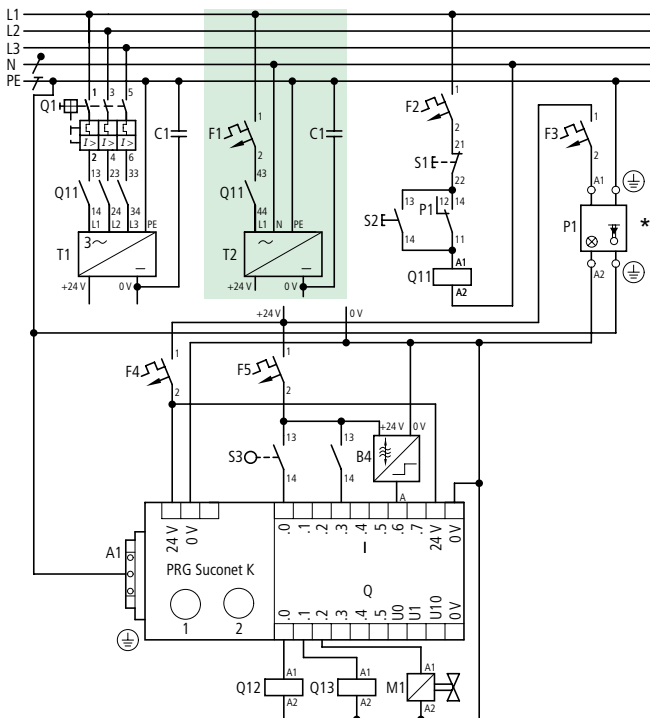 L1
L2
L3
N
PE
1 3 5
Q1
I> I> I>
2 4 6
13 23 33
Q11
14 24 34
L1 L2 L3 PE
3~
T1
+24 V 0 V
C1
1
F1
2
43
Q11
44
L1 N PE
~
T2
+24 V 0 V
C1
1
F2
2
21
S1
22
13
S2
14
P1
12 14
11
A1
Q11
A2
1
F3
2
A1
P1
*
A2
+24 V 0 V
1
F4
2
1
F5
2
13
S3
14
13
14
+24 V 0 V
B4
A
A1
24 V
0 V
PRG Suconet K
1 2
.0 .1 .2 .3 .4 .5 .6 .7 24 V 0 V
I
Q
.0 .1 .2 .3 .4 .5 U0 U1 U10 0 V
A1
Q12
A2
A1
Q13
A2
A1
M1
A2